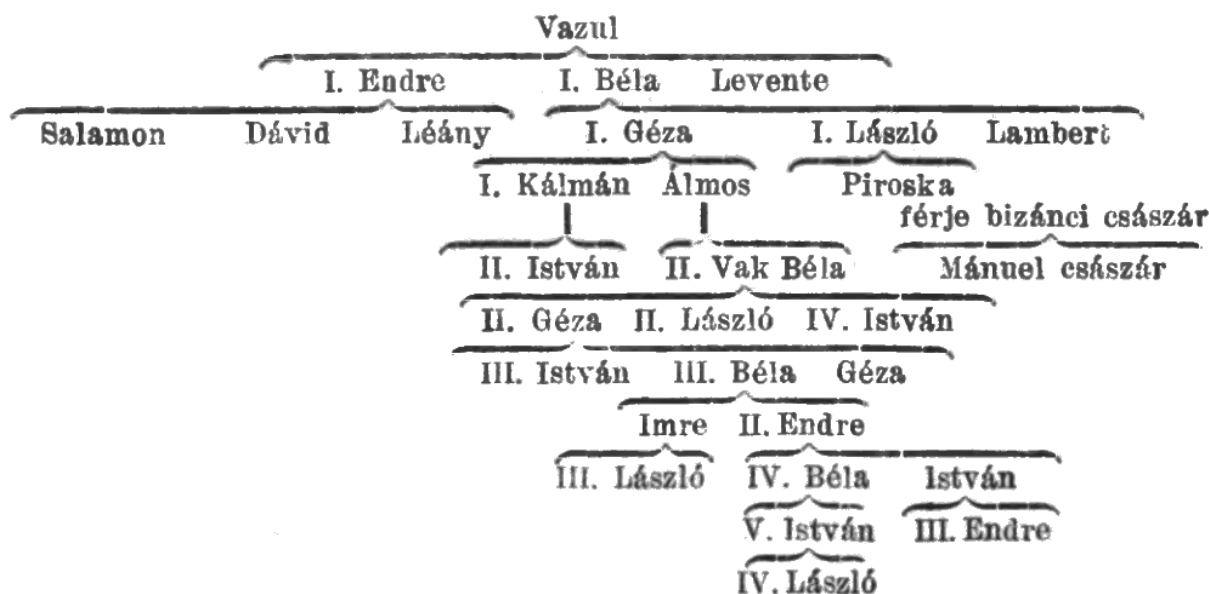 Vazul
I. Endre I. Béla Levente
Salamon Dávid Léány I. Géza I. László Lambert
I. Kálmán Álmos Piroska
férje bizánci császár
II. István II. Vak Béla Mánuel császár
II. Géza II. László IV. István
III. István III. Béla Géza
Imre II. Endre
III. László IV. Béla István
V. István III. Endre
IV. László